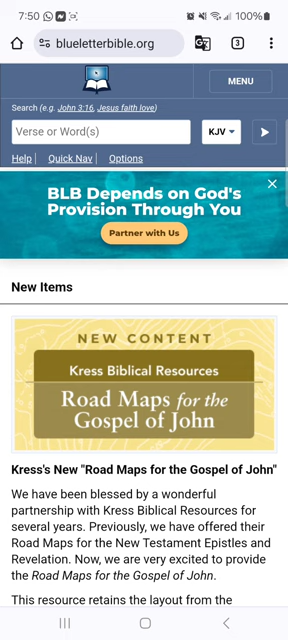 7:50
100%
blueletterbible.org
3
MENU
Search (e.g. John 3:16, Jesus faith love)
Verse or Word(s)
KJV
Help | Quick Nav | Options
BLB Depends on God's
Provision Through You
Partner with Us
New Items
NEW CONTENT
Kress Biblical Resources
Road Maps for the
Gospel of John
Kress's New "Road Maps for the Gospel of John"
We have been blessed by a wonderful
partnership with Kress Biblical Resources for
several years. Previously, we have offered their
Road Maps for the New Testament Epistles and
Revelation. Now, we are very excited to provide
the Road Maps for the Gospel of John.
This resource retains the layout from the